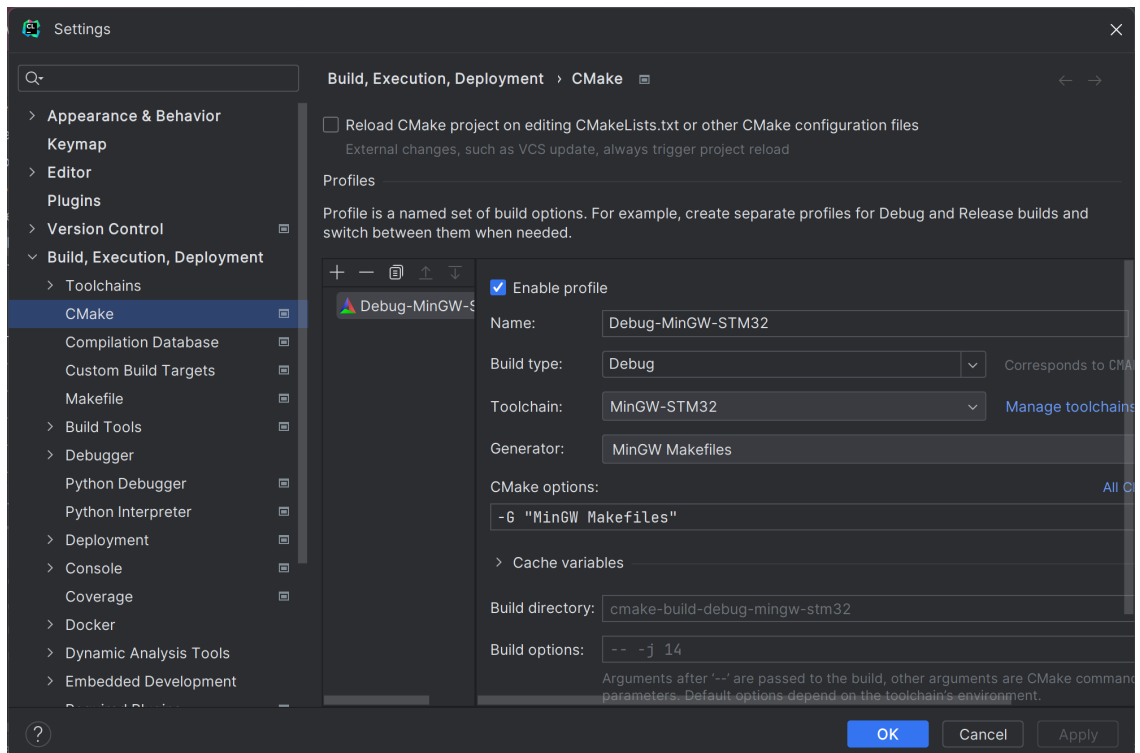 Settings
Build, Execution, Deployment › CMake
Appearance & Behavior
Keymap
Editor
Plugins
Version Control
Build, Execution, Deployment
Toolchains
CMake
Compilation Database
Custom Build Targets
Makefile
Build Tools
Debugger
Python Debugger
Python Interpreter
Deployment
Console
Coverage
Docker
Dynamic Analysis Tools
Embedded Development
Reload CMake project on editing CMakeLists.txt or other CMake configuration files
External changes, such as VCS update, always trigger project reload
Profiles
Profile is a named set of build options. For example, create separate profiles for Debug and Release builds and
switch between them when needed.
Debug-MinGW-S
Enable profile
Name: Debug-MinGW-STM32
Build type: Debug Corresponds to CMA
Toolchain: MinGW-STM32 Manage toolchains
Generator: MinGW Makefiles
CMake options: All C
-G "MinGW Makefiles"
Cache variables
Build directory: cmake-build-debug-mingw-stm32
Build options: -- -j 14
Arguments after '--' are passed to the build, other arguments are CMake command
parameters. Default options depend on the toolchain's environment.
? OK Cancel Apply